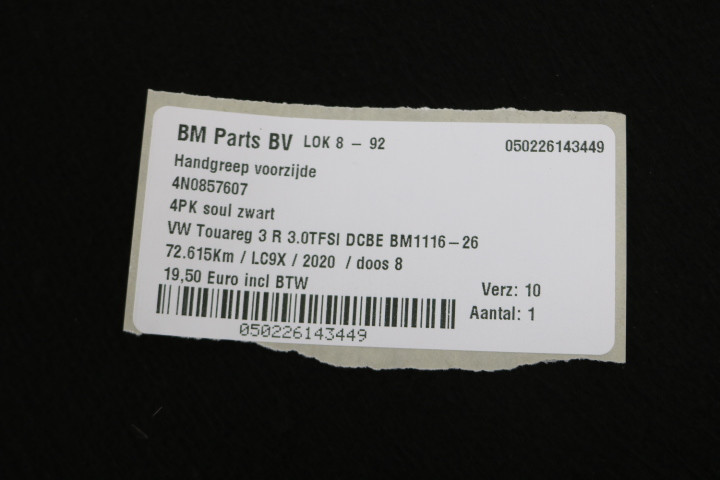 BM Parts BV LOK 8 - 92 050226143449
Handgreep voorzijde
4N0857607
4PK soul zwart
VW Touareg 3 R 3.0TFSI DCBE BM1116-26
72.615Km / LC9X / 2020 / doos 8
19,50 Euro incl BTW Verz: 10
Aantal: 1
050226143449